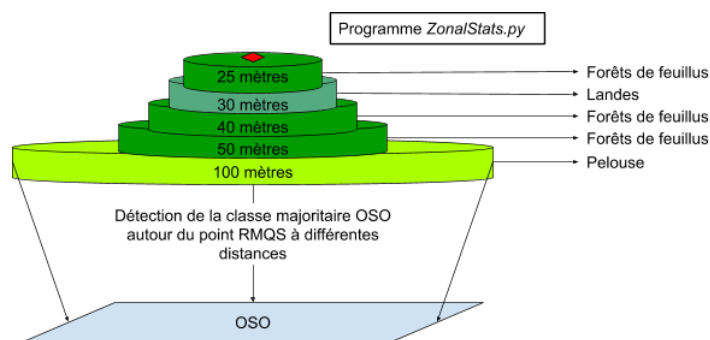 Programme ZonalStats.py
25 mètres
Forêts de feuillus
30 mètres
Landes
40 mètres
Forêts de feuillus
50 mètres
Forêts de feuillus
100 mètres
Pelouse
Détection de la classe majoritaire OSO
autour du point RMQS à différentes
distances
OSO